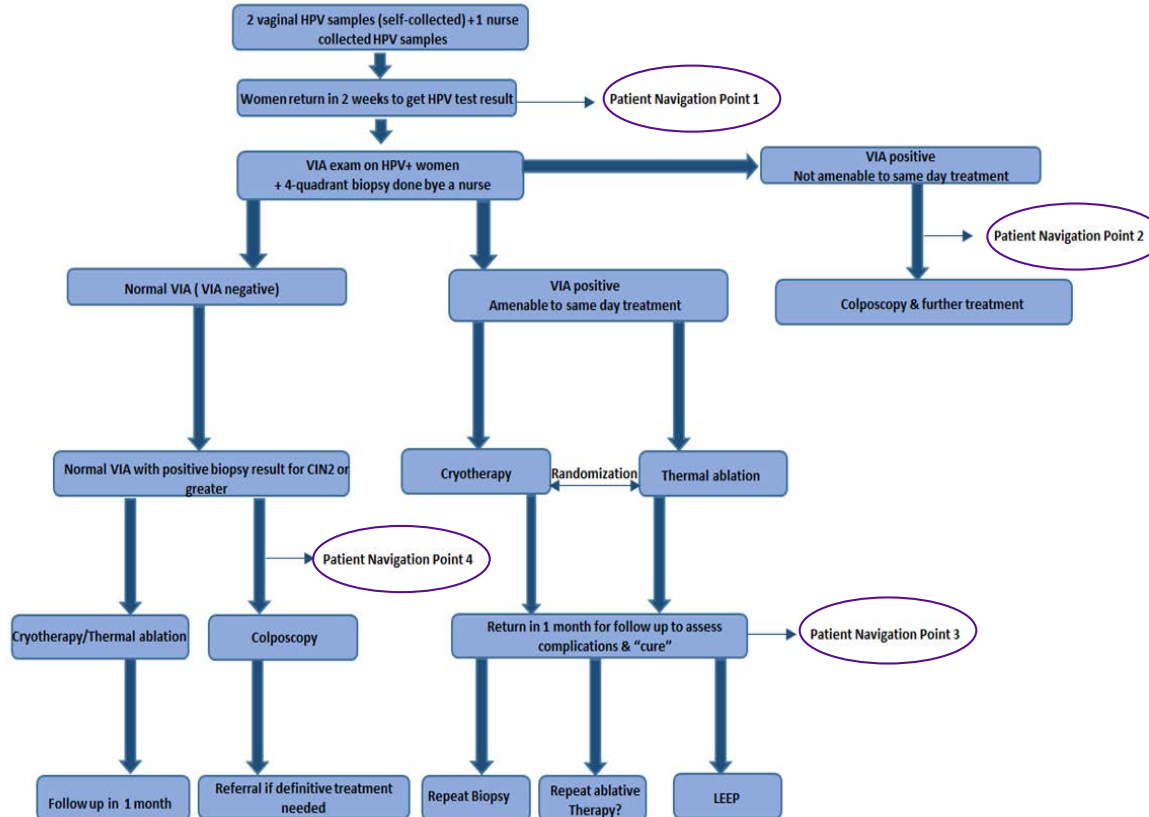 2 vaginal HPV samples (self-collected) +1 nurse
collected HPV samples
Women return in 2 weeks to get HPV test result
Patient Navigation Point 1
VIA exam on HPV+ women
+ 4-quadrant biopsy done bye a nurse
VIA positive
Not amenable to same day treatment
Patient Navigation Point 2
Normal VIA ( VIA negative)
VIA positive
Amenable to same day treatment
Colposcopy & further treatment
Normal VIA with positive biopsy result for CIN2 or
greater
Cryotherapy
Randomization
Thermal ablation
Patient Navigation Point 4
Cryotherapy/Thermal ablation
Colposcopy
Return in 1 month for follow up to assess
complications & “cure”
Patient Navigation Point 3
Follow up in 1 month
Referral if definitive treatment
needed
Repeat Biopsy
Repeat ablative
Therapy?
LEEP